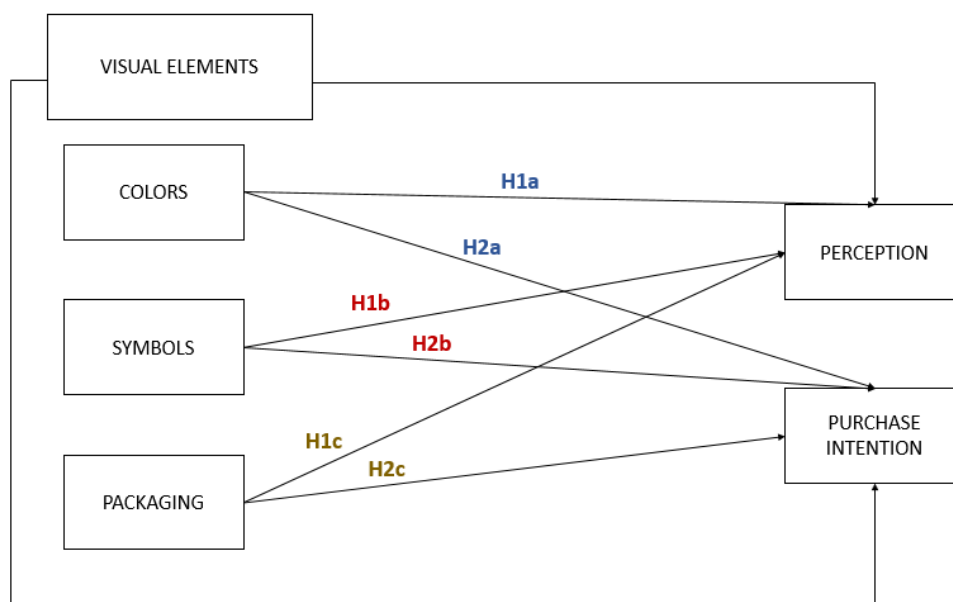 VISUAL ELEMENTS
COLORS
H1a
H2a
PERCEPTION
SYMBOLS
H1b
H2b
PURCHASE
INTENTION
PACKAGING
H1c
H2c